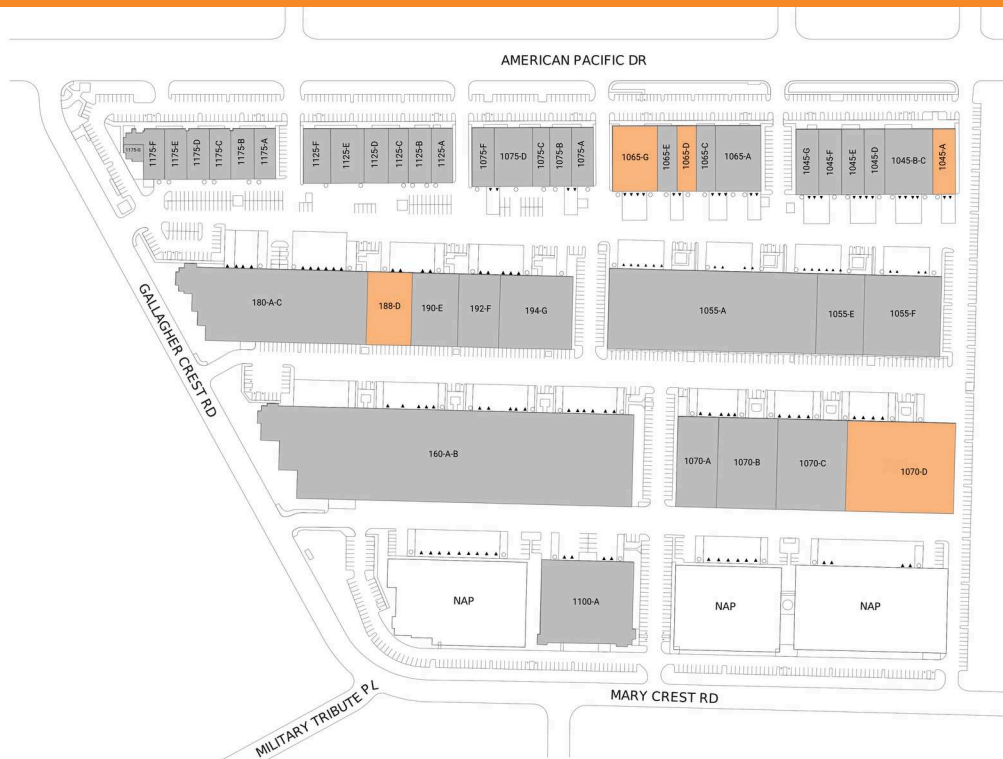 AMERICAN PACIFIC DR
1175-G
1175-F
1175-E
1175-D
1175-C
1175-B
1175-A
1125-F
1125-E
1125-D
1125-C
1125-B
1125-A
1075-F
1075-D
1075-C
1075-B
1075-A
1065-G
1065-E
1065-D
1065-C
1065-A
1045-G
1045-F
1045-E
1045-D
1045-B-C
1045-A
GALLAGHER CREST RD
180-A-C
188-D
190-E
192-F
194-G
1055-A
1055-E
1055-F
160-A-B
1070-A
1070-B
1070-C
1070-D
NAP
1100-A
NAP
NAP
MILITARY TRIBUTE PL
MARY CREST RD